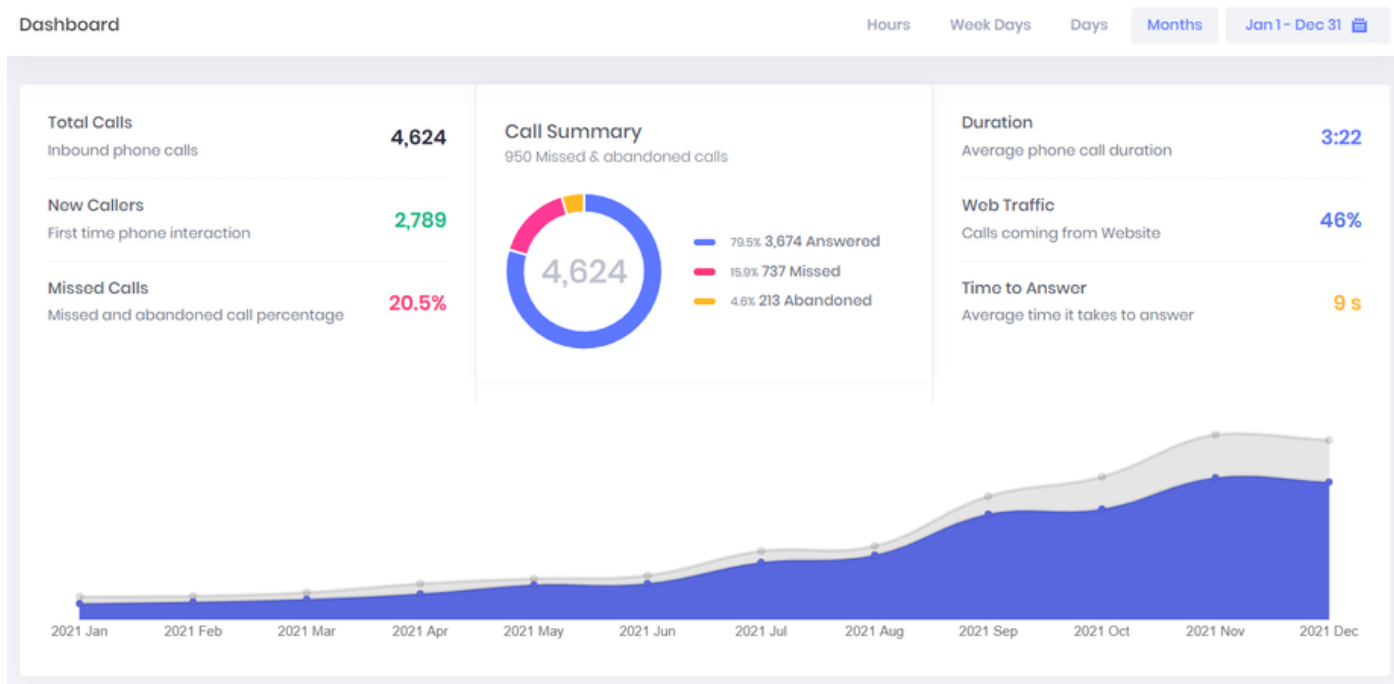 Dashboard
Hours Week Days Days Months Jan 1 - Dec 31
Total Calls
Inbound phone calls
4,624
New Callers
First time phone interaction
2,789
Missed Calls
Missed and abandoned call percentage
20.5%
Call Summary
950 Missed & abandoned calls
4,624
79.5% 3,674 Answered
15.9% 737 Missed
4.6% 213 Abandoned
Duration
Average phone call duration
3:22
Web Traffic
Calls coming from Website
46%
Time to Answer
Average time it takes to answer
9 s
2021 Jan 2021 Feb 2021 Mar 2021 Apr 2021 May 2021 Jun 2021 Jul 2021 Aug 2021 Sep 2021 Oct 2021 Nov 2021 Dec